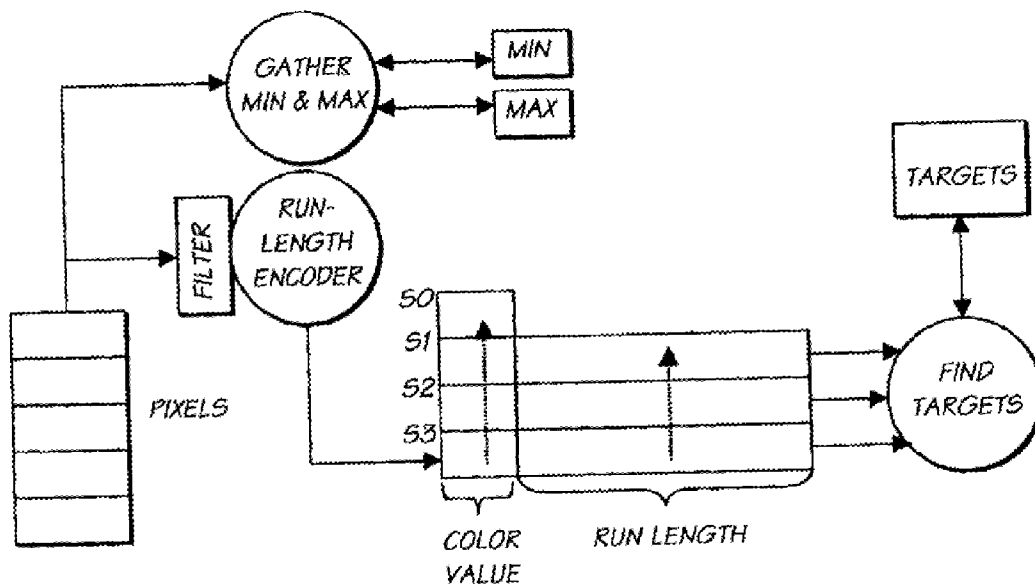 GATHER
MIN & MAX
MIN
MAX
TARGETS
FILTER
RUN-
LENGTH
ENCODER
S0
S1
S2
S3
PIXELS
FIND
TARGETS
COLOR
VALUE
RUN LENGTH